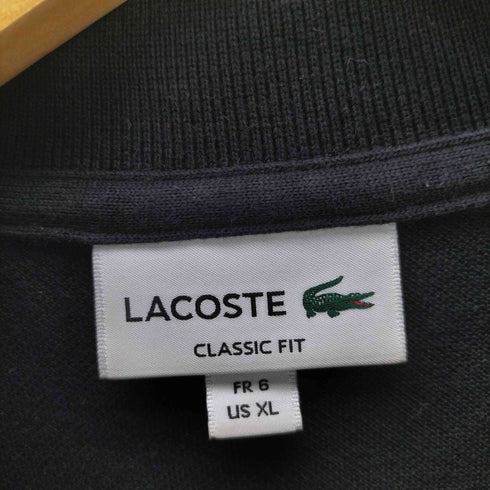 LACOSTE
CLASSIC FIT
FR 6
US XL